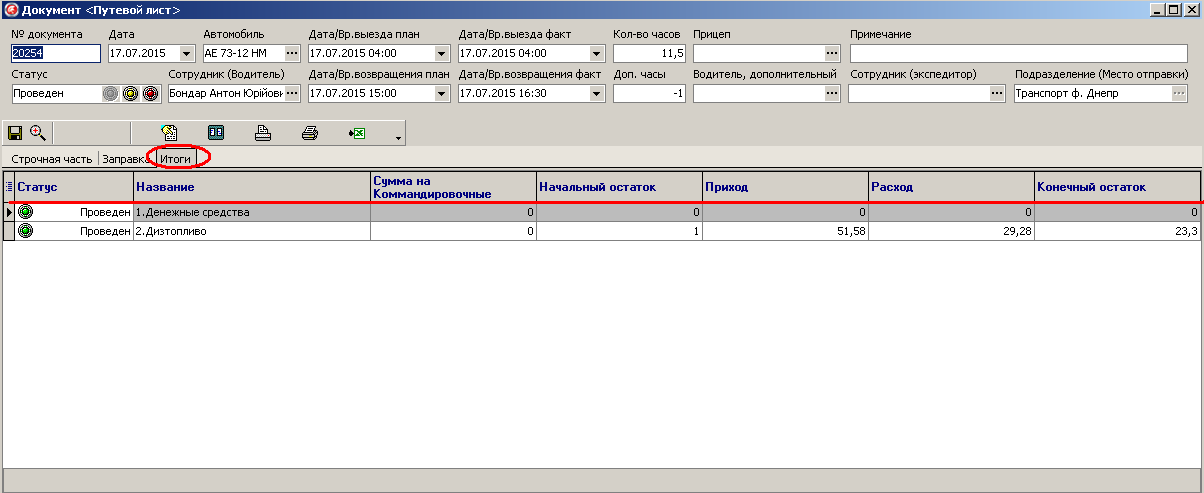 Документ <Путевой лист>
№ документа Дата Автомобиль Дата/Вр.выезда план Дата/Вр.выезда факт Кол-во часов Прицеп Примечание
20254 17.07.2015 АЕ 73-12 НМ ... 17.07.2015 04:00 17.07.2015 04:00 11,5 ...
Статус Сотрудник (Водитель) Дата/Вр.возвращения план Дата/Вр.возвращения факт Доп. часы Водитель, дополнительный Сотрудник (экспедитор) Подразделение (Место отправки)
Проведен Бондар Антон Юрійови ... 17.07.2015 15:00 17.07.2015 16:30 -1 ... ... Транспорт ф. Днепр ...
Строчная часть Заправка Итоги
Статус Название Сумма на Коммандировочные Начальный остаток Приход Расход Конечный остаток
Проведен 1.Денежные средства 0 0 0 0 0
Проведен 2.Дизтопливо 0 1 51,58 29,28 23,3